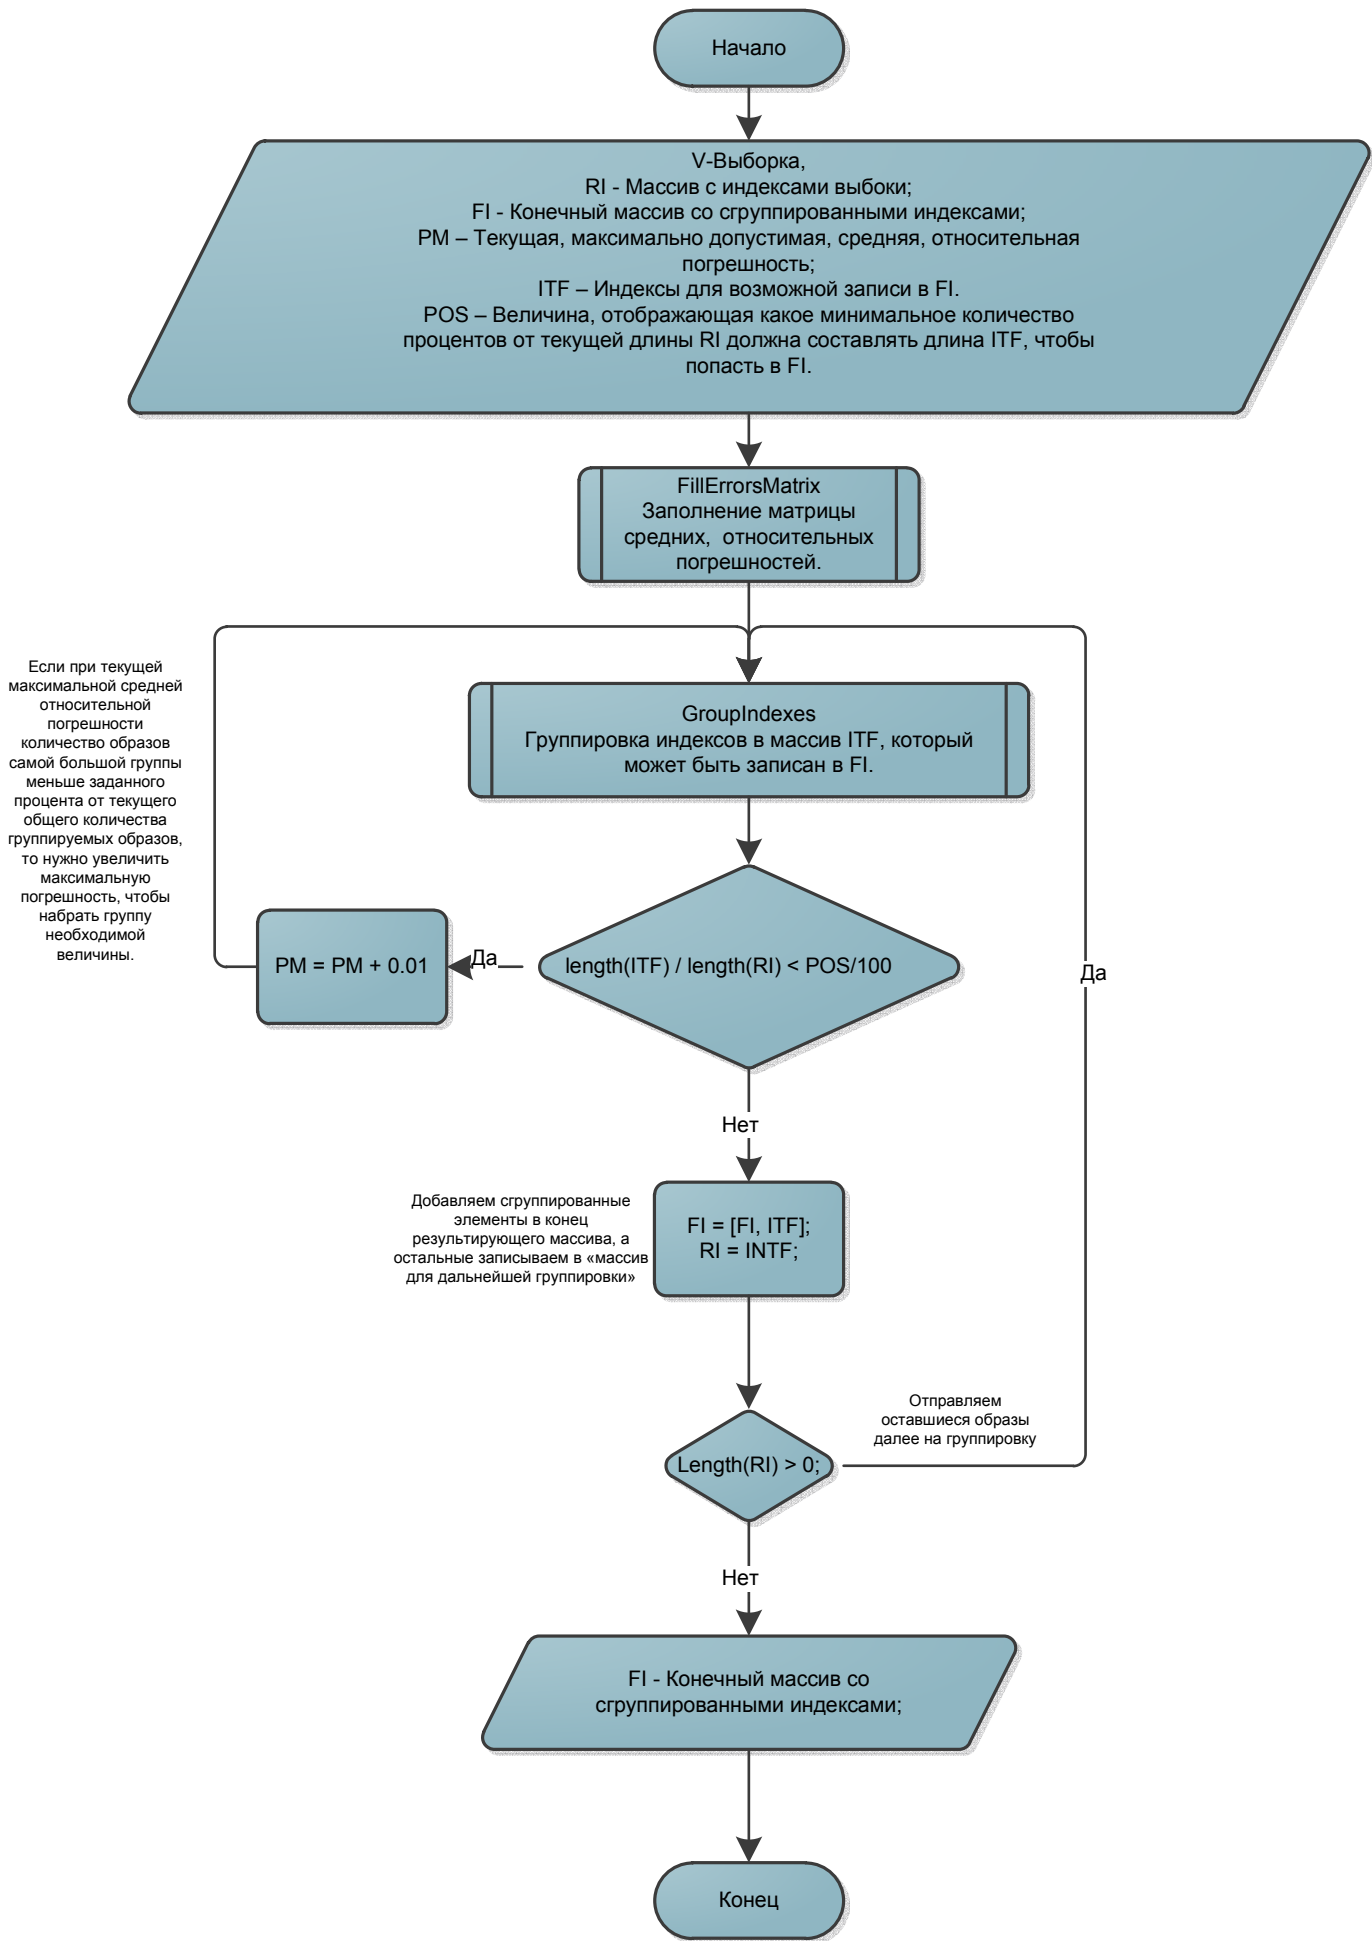 Начало
V-Выборка,
RI - Массив с индексами выбоки;
FI - Конечный массив со сгруппированными индексами;
PM – Текущая, максимально допустимая, средняя, относительная
погрешность;
ITF – Индексы для возможной записи в FI.
POS – Величина, отображающая какое минимальное количество
процентов от текущей длины RI должна составлять длина ITF, чтобы
попасть в FI.
FillErrorsMatrix
Заполнение матрицы
средних, относительных
погрешностей.
Если при текущей
максимальной средней
относительной
погрешности
количество образов
самой большой группы
меньше заданного
процента от текущего
общего количества
группируемых образов,
то нужно увеличить
максимальную
погрешность, чтобы
набрать группу
необходимой
величины.
GroupIndexes
Группировка индексов в массив ITF, который
может быть записан в FI.
PM = PM + 0.01
Да
length(ITF) / length(RI) < POS/100
Да
Нет
Добавляем сгруппированные
элементы в конец
результирующего массива, а
остальные записываем в «массив
для дальнейшей группировки»
FI = [FI, ITF];
RI = INTF;
Отправляем
оставшиеся образы
далее на группировку
Length(RI) > 0;
Нет
FI - Конечный массив со
сгруппированными индексами;
Конец